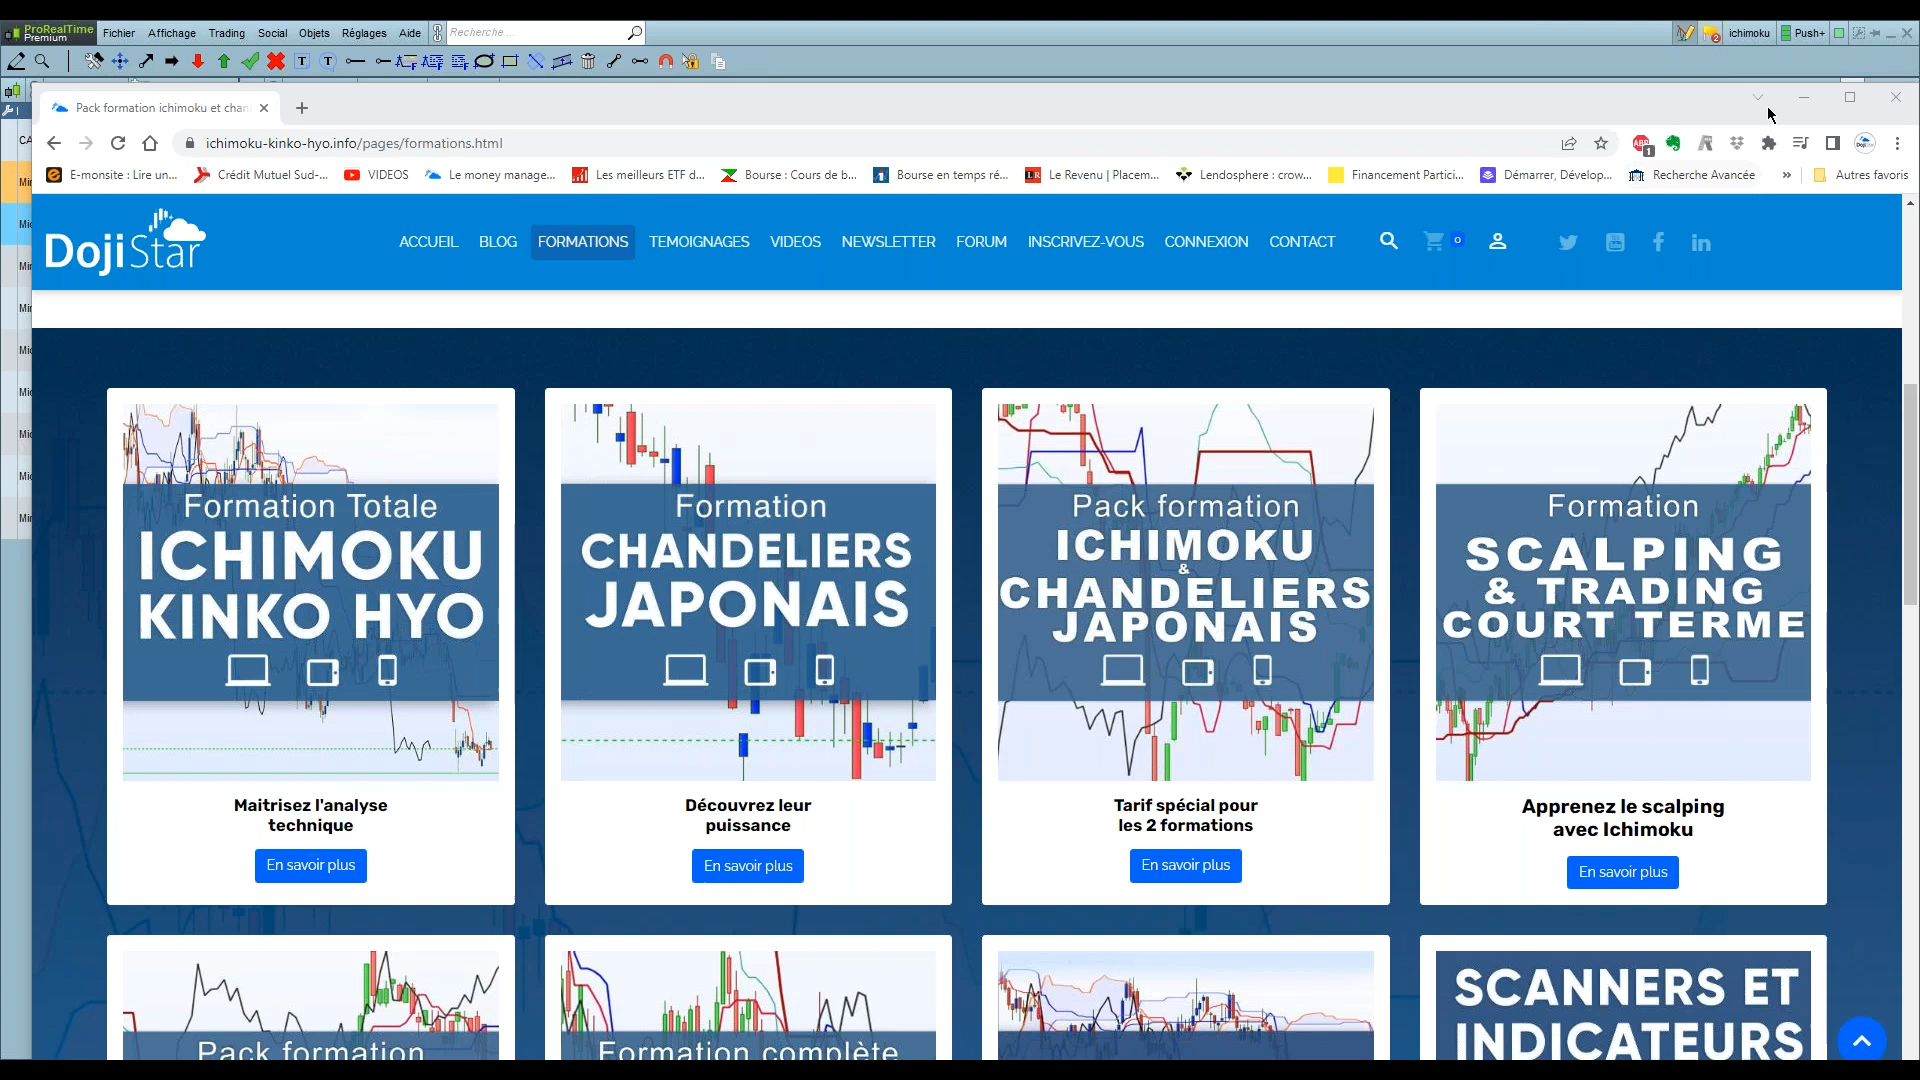 ProRealTime
Premium
Fichier Affichage Trading Social Objets Réglages Aide
Recherche ...
2 ichimoku Push+
Pack formation ichimoku et chan
ichimoku-kinko-hyo.info/pages/formations.html
1
E-monsite : Lire un...
Crédit Mutuel Sud-...
VIDEOS
Le money manage...
Les meilleurs ETF d...
Bourse : Cours de b...
Bourse en temps ré...
Le Revenu | Placem...
Lendosphere : crow...
Financement Partici...
Démarrer, Dévelop...
Recherche Avancée
»
Autres favoris
Doji Star
ACCUEIL BLOG FORMATIONS TEMOIGNAGES VIDEOS NEWSLETTER FORUM INSCRIVEZ-VOUS CONNEXION CONTACT
0
Formation Totale
ICHIMOKU
KINKO HYO
Maitrisez l'analyse
technique
En savoir plus
Formation
CHANDELIERS
JAPONAIS
Découvrez leur
puissance
En savoir plus
Pack formation
ICHIMOKU
&
CHANDELIERS
JAPONAIS
Tarif spécial pour
les 2 formations
En savoir plus
Formation
SCALPING
& TRADING
COURT TERME
Apprenez le scalping
avec Ichimoku
En savoir plus
Pack formation
Formation complète
SCANNERS ET
INDICATEURS